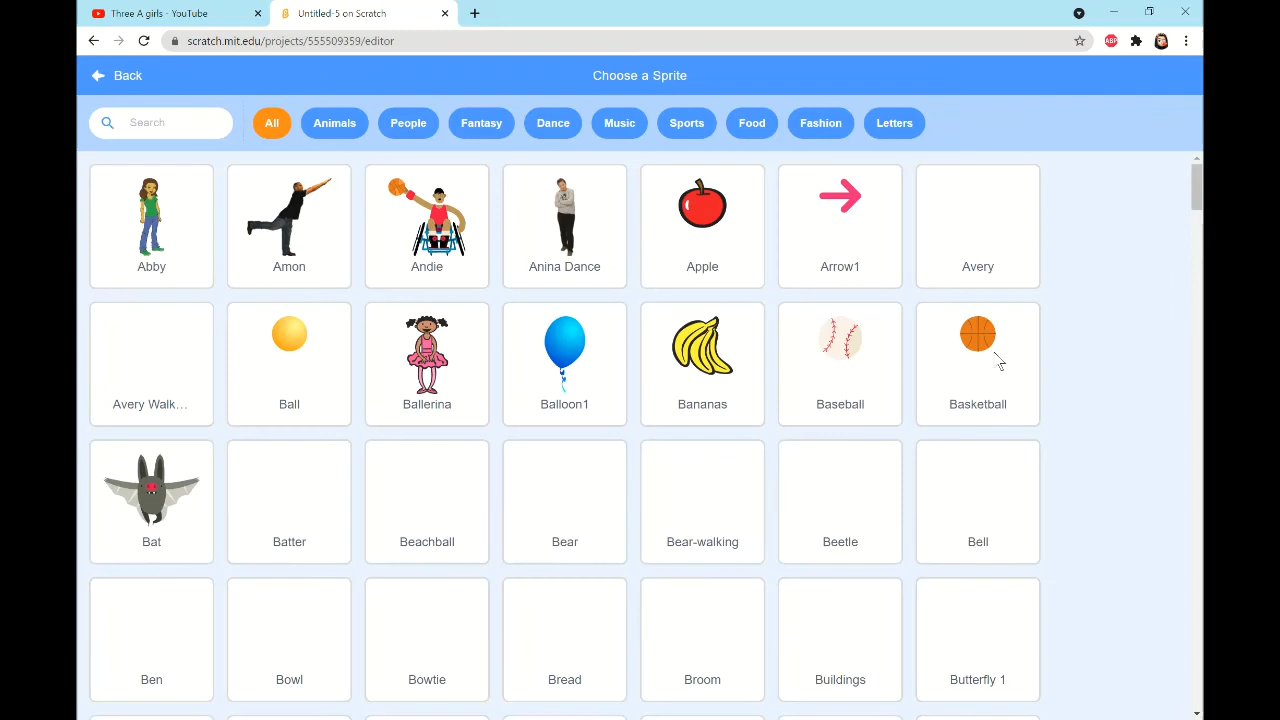 Three A girls - YouTube
Untitled-5 on Scratch
scratch.mit.edu/projects/555509359/editor
ABP
Back
Choose a Sprite
Search
All
Animals
People
Fantasy
Dance
Music
Sports
Food
Fashion
Letters
Abby
Amon
Andie
Anina Dance
Apple
Arrow1
Avery
Avery Walk...
Ball
Ballerina
Balloon1
Bananas
Baseball
Basketball
Bat
Batter
Beachball
Bear
Bear-walking
Beetle
Bell
Ben
Bowl
Bowtie
Bread
Broom
Buildings
Butterfly 1